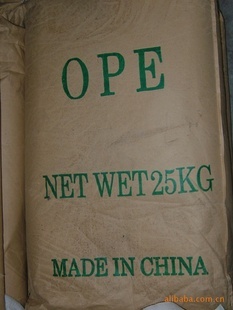 OPE
NET WET 25KG
MADE IN CHINA
alibaba.com.cn